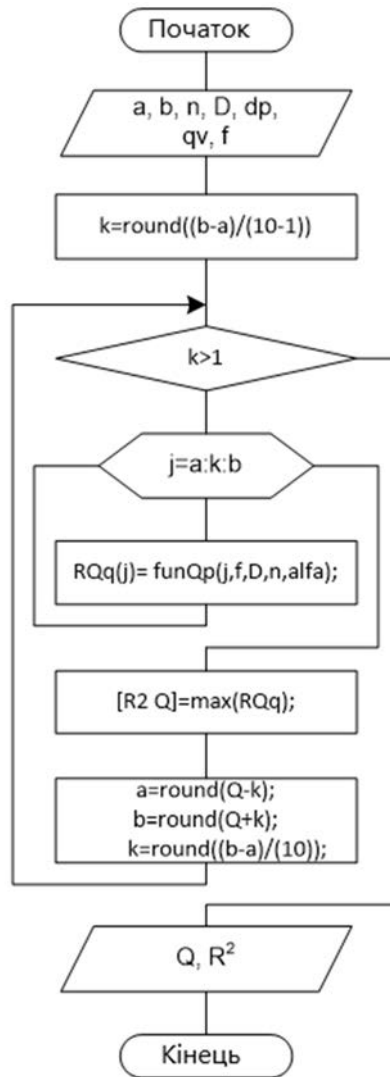 Початок
a, b, n, D, dp,
qv, f
k=round((b-a)/(10-1))
k>1
j=a:k:b
RQq(j)= funQp(j,f,D,n,alfa);
[R2 Q]=max(RQq);
a=round(Q-k);
b=round(Q+k);
k=round((b-a)/(10));
Q, R²
Кінець